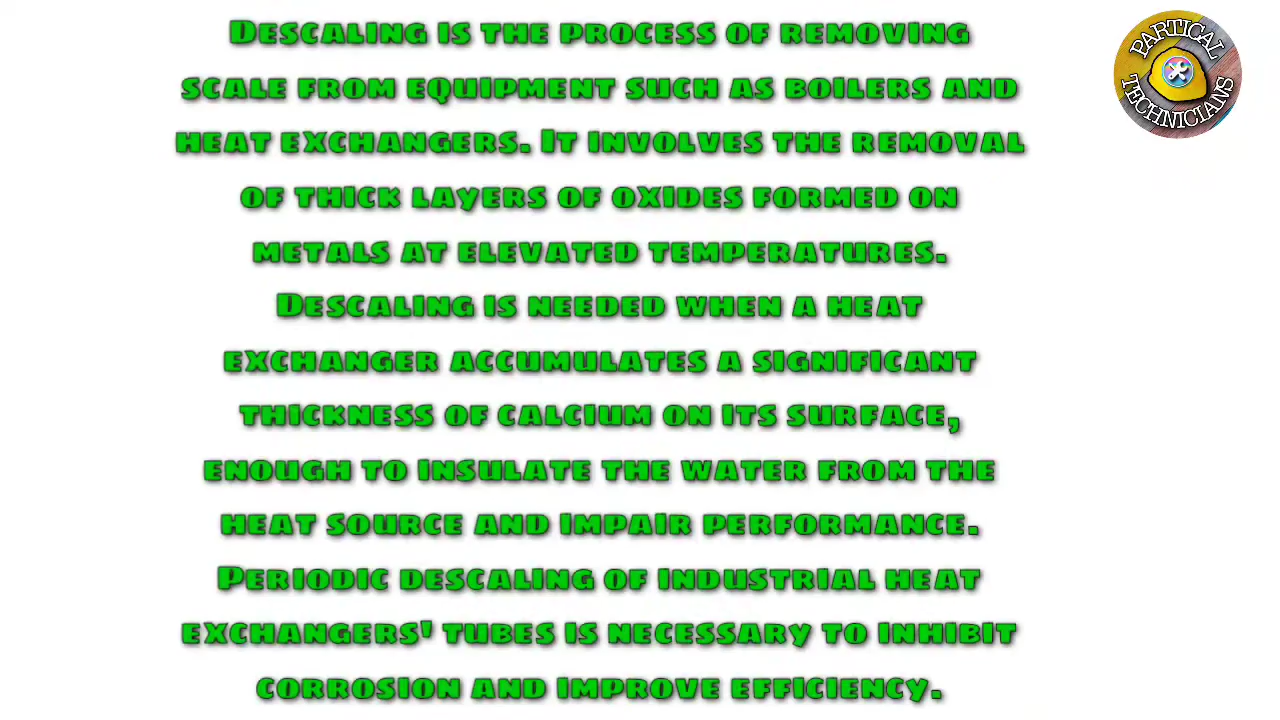 Descaling is the process of removing
scale from equipment such as boilers and
heat exchangers. It involves the removal
of thick layers of oxides formed on
metals at elevated temperatures.
Descaling is needed when a heat
exchanger accumulates a significant
thickness of calcium on its surface,
enough to insulate the water from the
heat source and impair performance.
Periodic descaling of industrial heat
exchangers' tubes is necessary to inhibit
corrosion and improve efficiency.
PARTICAL
TECHNICIANS